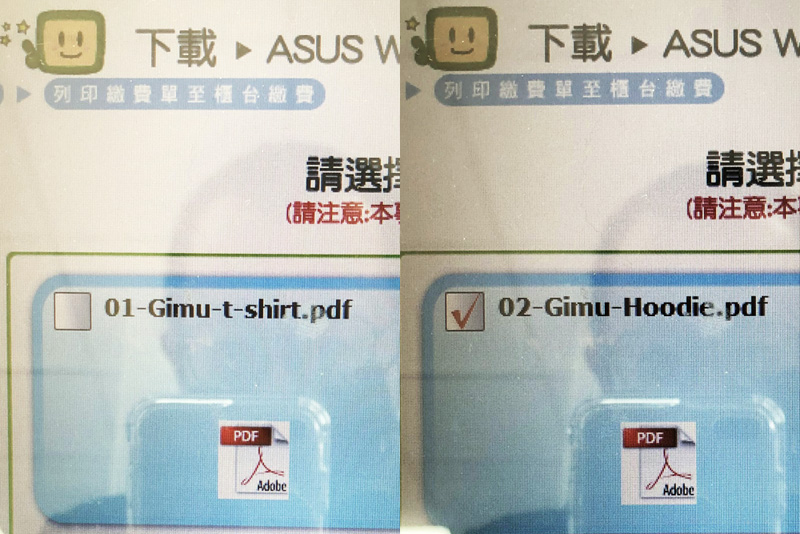 下載 ▶ ASUS W
列印繳費單至櫃台繳費
請選擇
(請注意:本專
01-Gimu-t-shirt.pdf
PDF
Adobe
下載 ▶ ASUS W
列印繳費單至櫃台繳費
請選擇
(請注意:本專
02-Gimu-Hoodie.pdf
PDF
Adobe